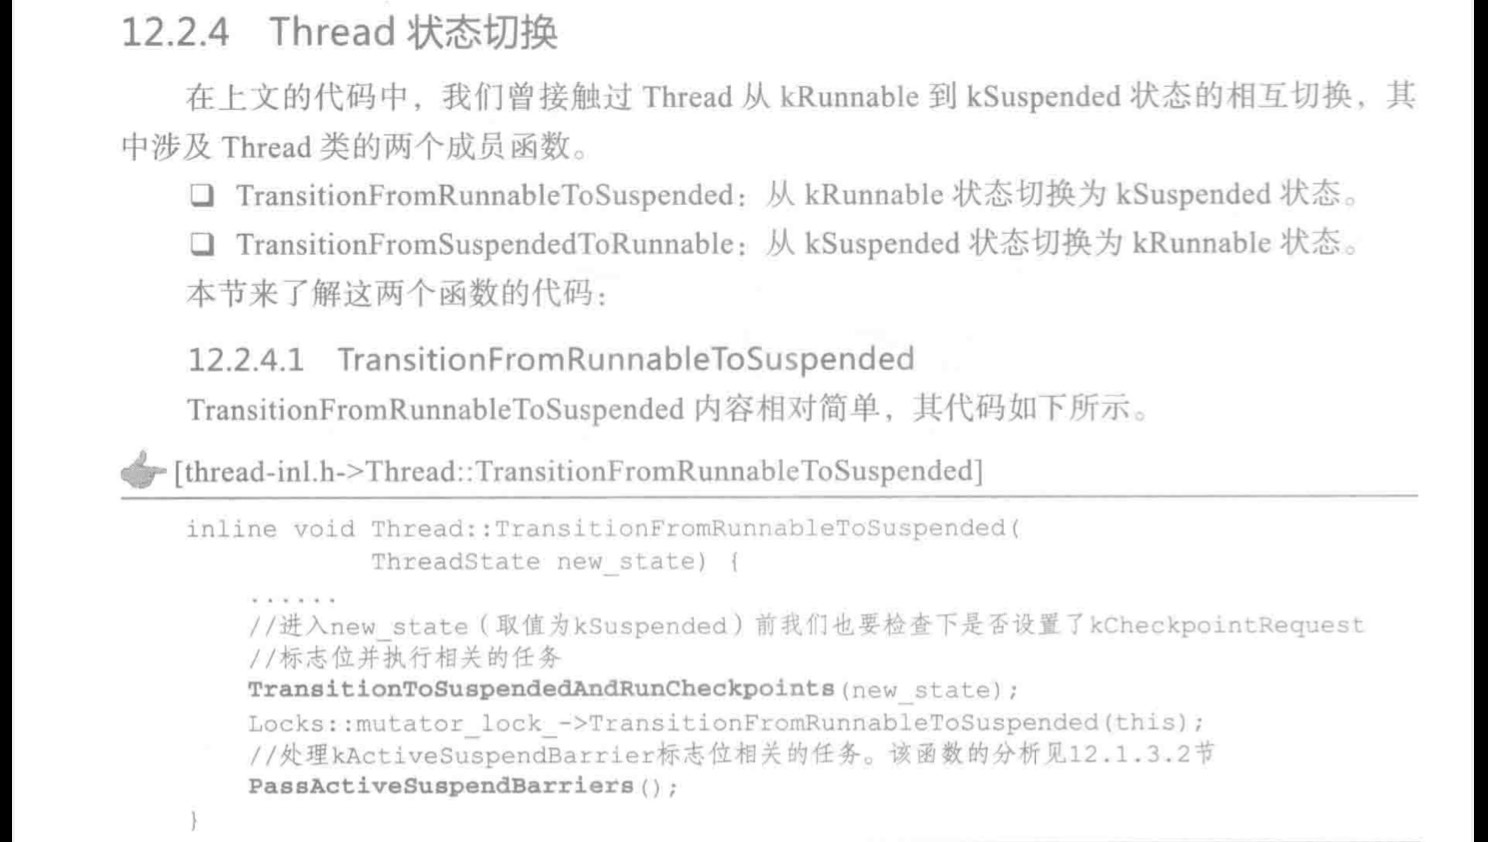 12.2.4 Thread 状态切换
在上文的代码中，我们曾接触过 Thread 从 kRunnable 到 kSuspended 状态的相互切换，其
中涉及 Thread 类的两个成员函数。
❑ TransitionFromRunnableToSuspended：从 kRunnable 状态切换为 kSuspended 状态。
❑ TransitionFromSuspendedToRunnable：从 kSuspended 状态切换为 kRunnable 状态。
本节来了解这两个函数的代码：
12.2.4.1 TransitionFromRunnableToSuspended
TransitionFromRunnableToSuspended 内容相对简单，其代码如下所示。
[thread-inl.h->Thread::TransitionFromRunnableToSuspended]
inline void Thread::TransitionFromRunnableToSuspended(
ThreadState new_state) {
......
//进入new_state（取值为kSuspended）前我们也要检查下是否设置了kCheckpointRequest
//标志位并执行相关的任务
TransitionToSuspendedAndRunCheckpoints(new_state);
Locks::mutator_lock_->TransitionFromRunnableToSuspended(this);
//处理kActiveSuspendBarrier标志位相关的任务。该函数的分析见12.1.3.2节
PassActiveSuspendBarriers();
}